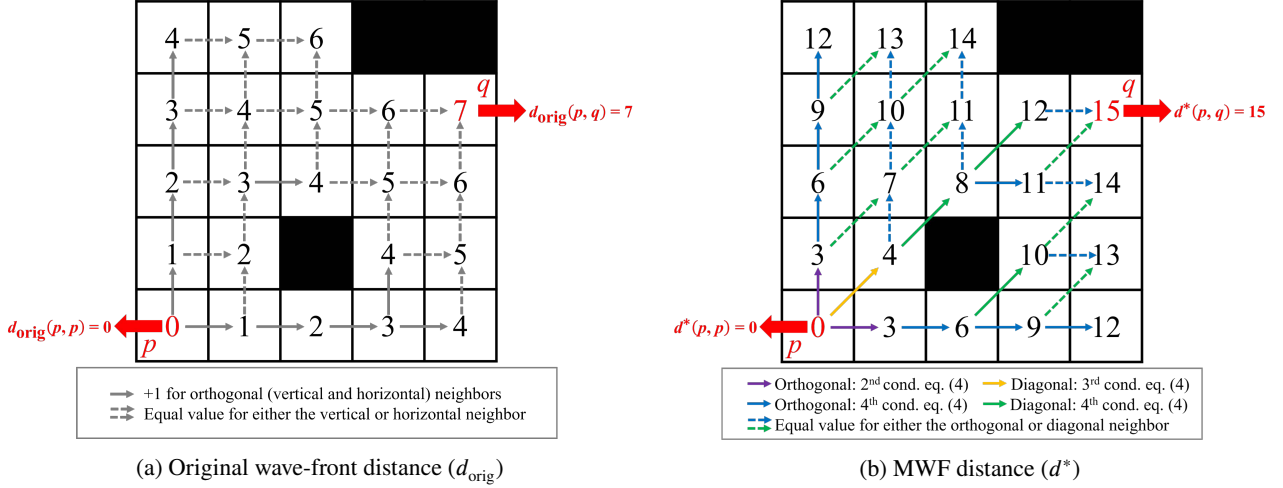 4 5 6
3 4 5 6 7 q
d_orig(p, q) = 7
2 3 4 5 6
1 2 4 5
d_orig(p, p) = 0
0 1 2 3 4
p
+1 for orthogonal (vertical and horizontal) neighbors
Equal value for either the vertical or horizontal neighbor
(a) Original wave-front distance (d_orig)
12 13 14
9 10 11 12 15 q
d*(p, q) = 15
6 7 8 11 14
3 4 10 13
d*(p, p) = 0
0 3 6 9 12
p
Orthogonal: 2nd cond. eq. (4) Diagonal: 3rd cond. eq. (4)
Orthogonal: 4th cond. eq. (4) Diagonal: 4th cond. eq. (4)
Equal value for either the orthogonal or diagonal neighbor
(b) MWF distance (d*)